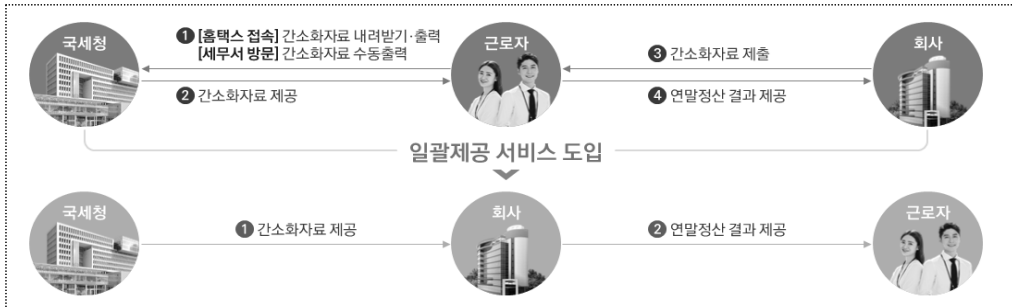 국세청
❶ [홈택스 접속] 간소화자료 내려받기·출력
[세무서 방문] 간소화자료 수동출력
❷ 간소화자료 제공
근로자
❸ 간소화자료 제출
❹ 연말정산 결과 제공
회사
일괄제공 서비스 도입
국세청
❶ 간소화자료 제공
회사
❷ 연말정산 결과 제공
근로자